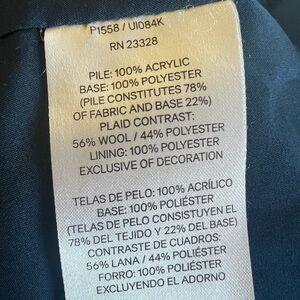 P1558 / UI084K
RN 23328
PILE: 100% ACRYLIC
BASE: 100% POLYESTER
(PILE CONSTITUTES 78%
OF FABRIC AND BASE 22%)
PLAID CONTRAST:
56% WOOL / 44% POLYESTER
LINING: 100% POLYESTER
EXCLUSIVE OF DECORATION
TELAS DE PELO: 100% ACRÍLICO
BASE: 100% POLIÉSTER
(TELAS DE PELO CONSISTUYEN EL
78% DEL TEJIDO Y 22% DEL BASE)
CONTRASTE DE CUADROS:
56% LANA / 44% POLIÉSTER
FORRO: 100% POLIÉSTER
EXCLUYENDO EL ADORNO